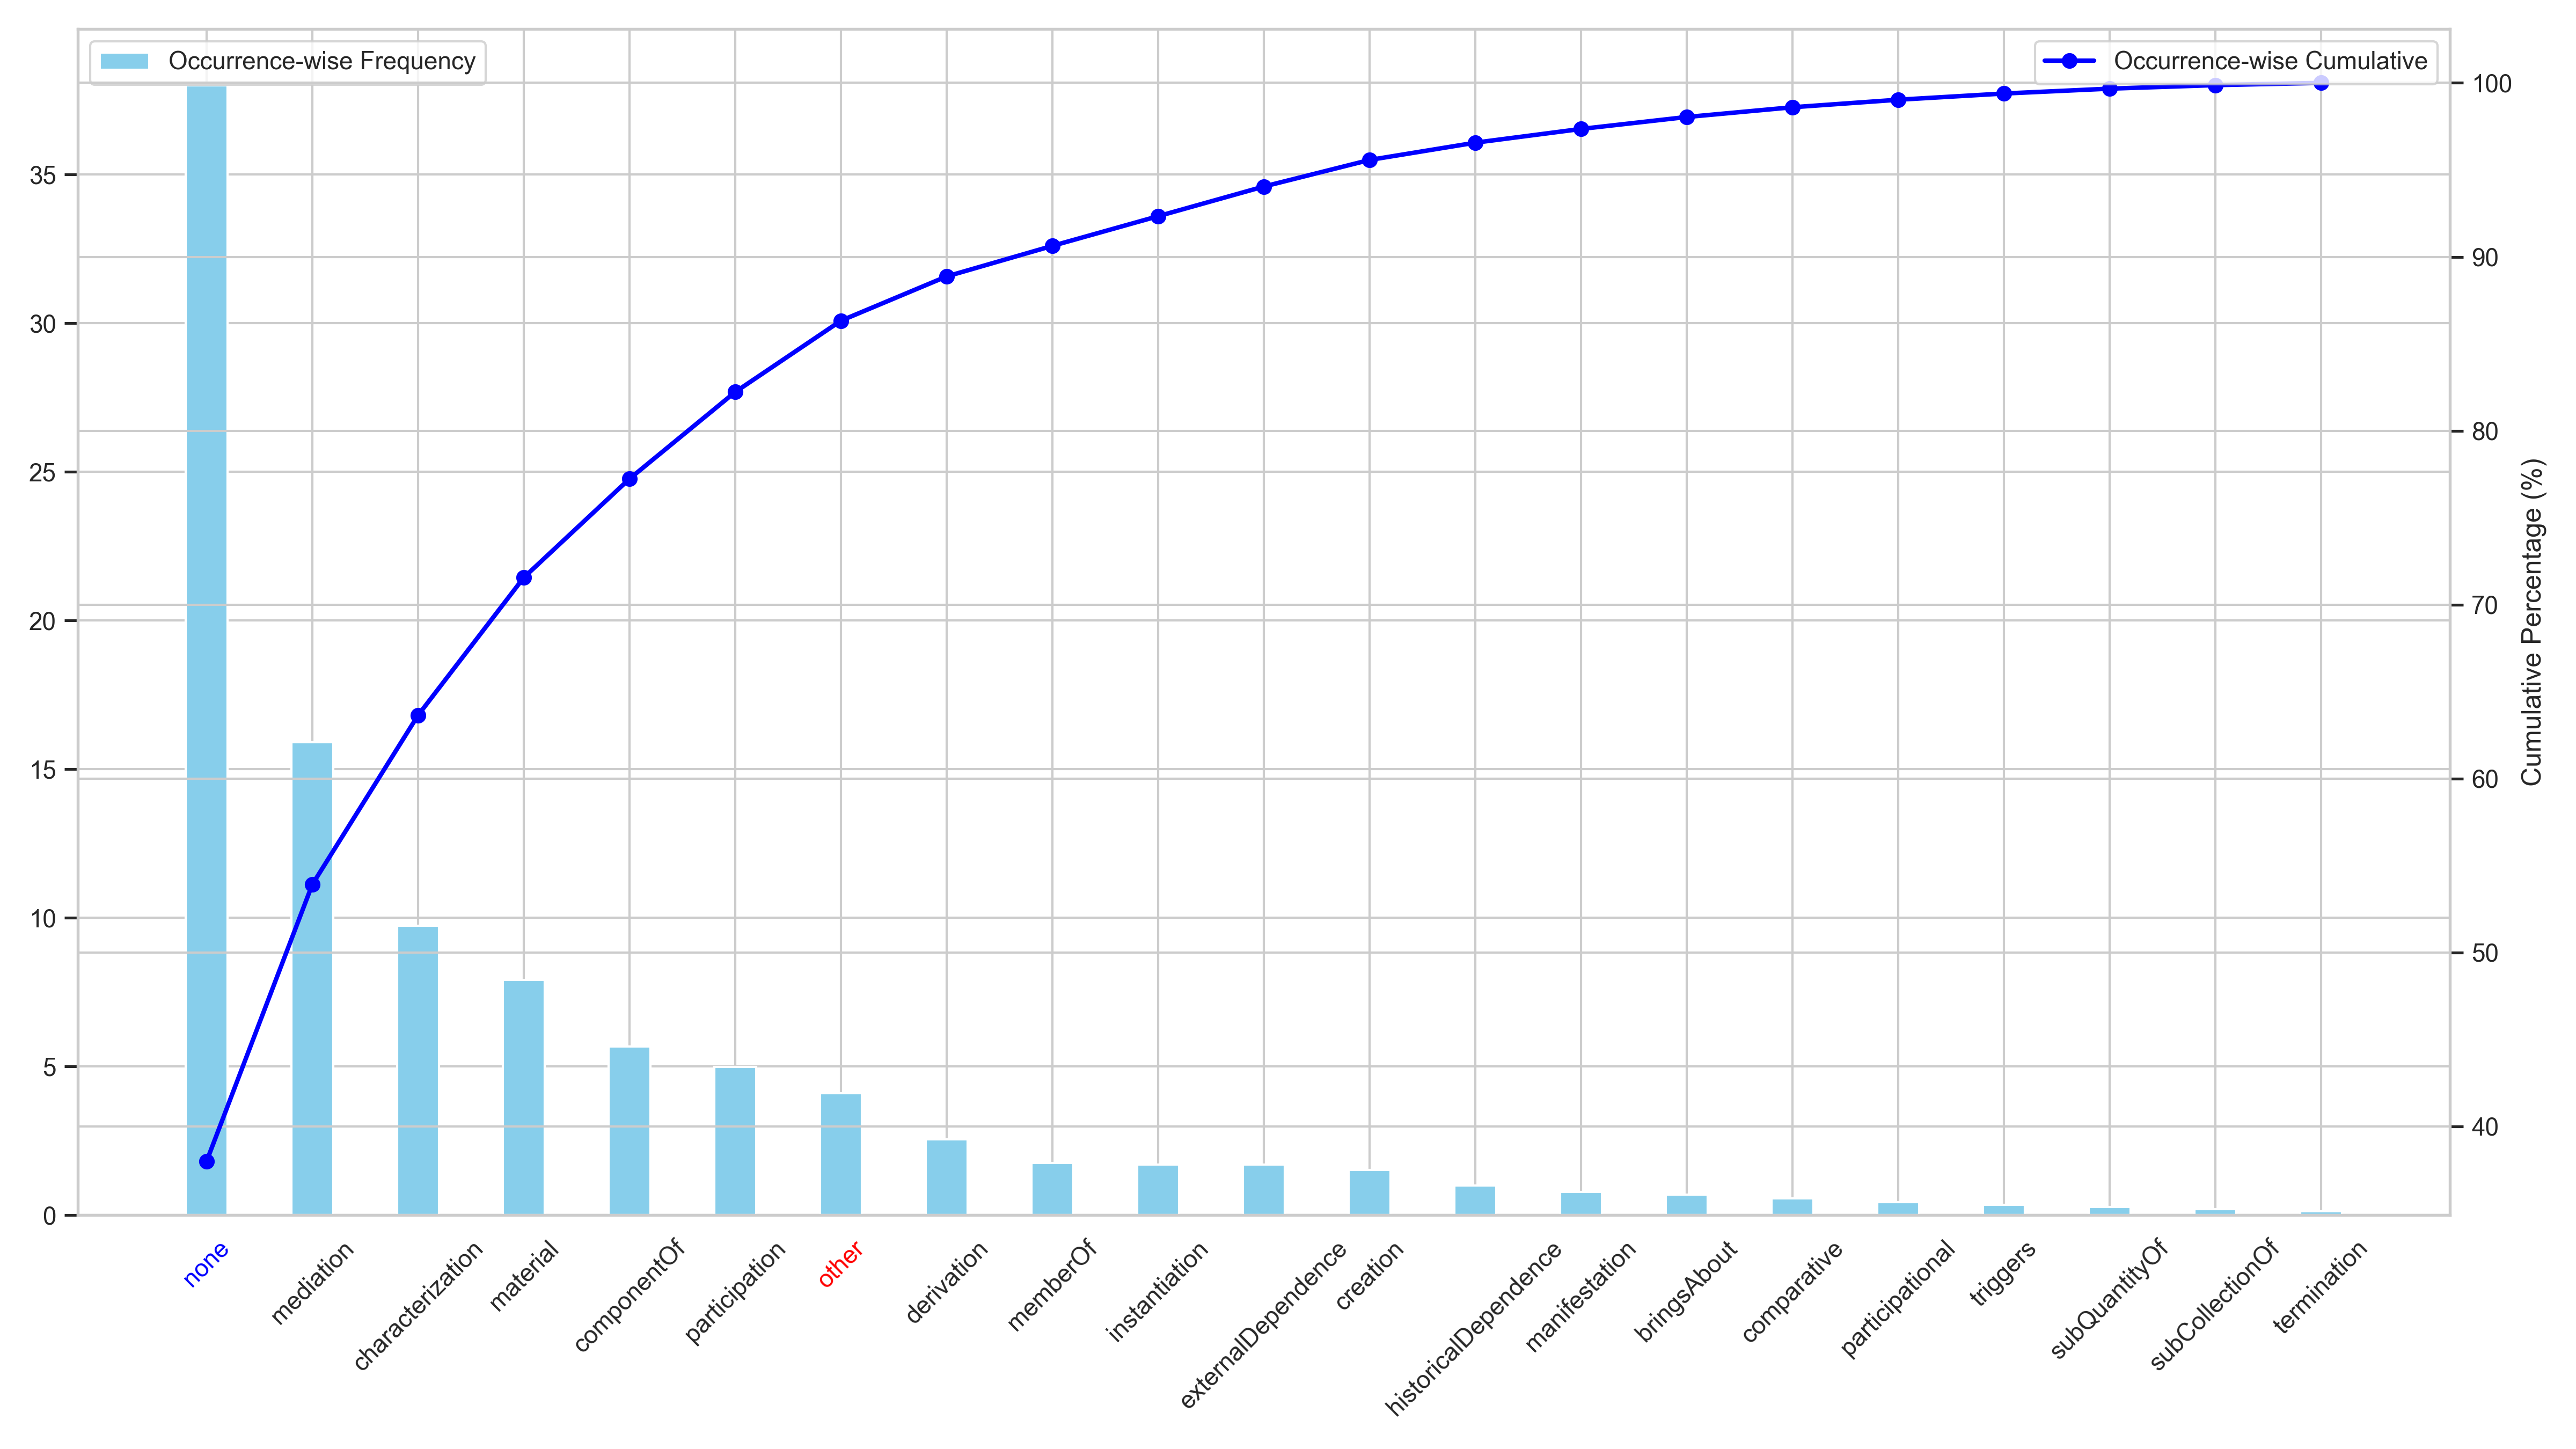 Occurrence-wise Frequency
Occurrence-wise Cumulative
35
30
25
20
15
10
5
0
100
90
80
70
60
50
40
Cumulative Percentage (%)
none
mediation
characterization
material
componentOf
participation
other
derivation
memberOf
instantiation
externalDependence
creation
historicalDependence
manifestation
bringsAbout
comparative
participational
triggers
subQuantityOf
subCollectionOf
termination